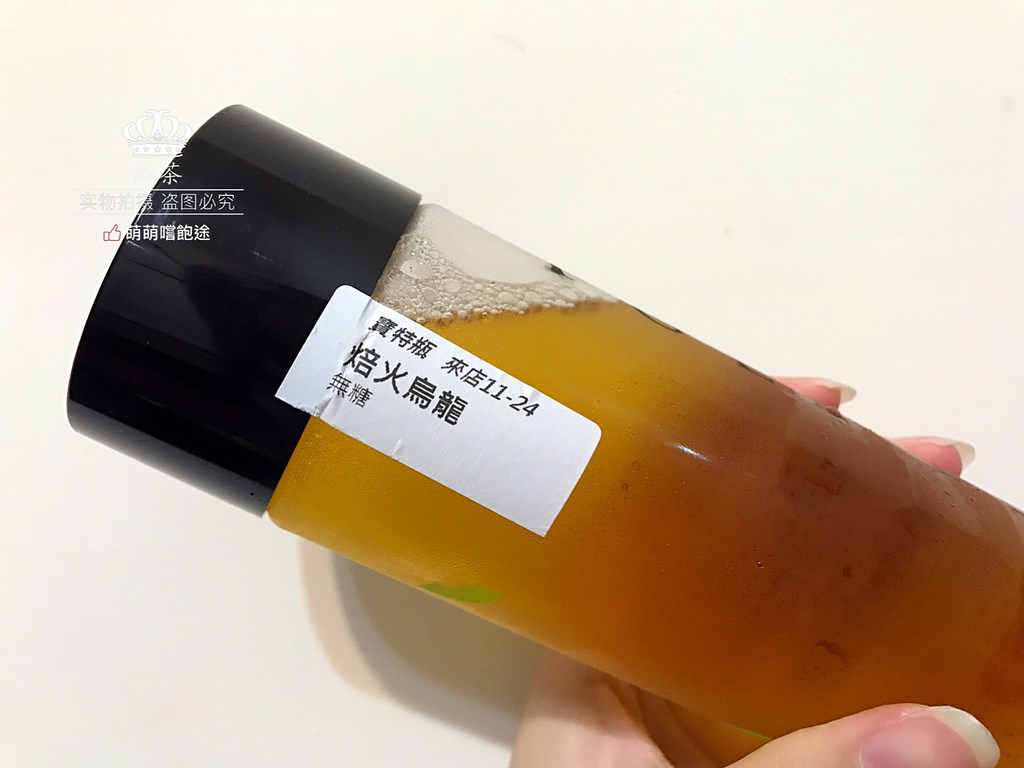 茶
实物拍摄 盗图必究
萌萌嚐飽途
寶特瓶 來店11-24
焙火烏龍
無糖